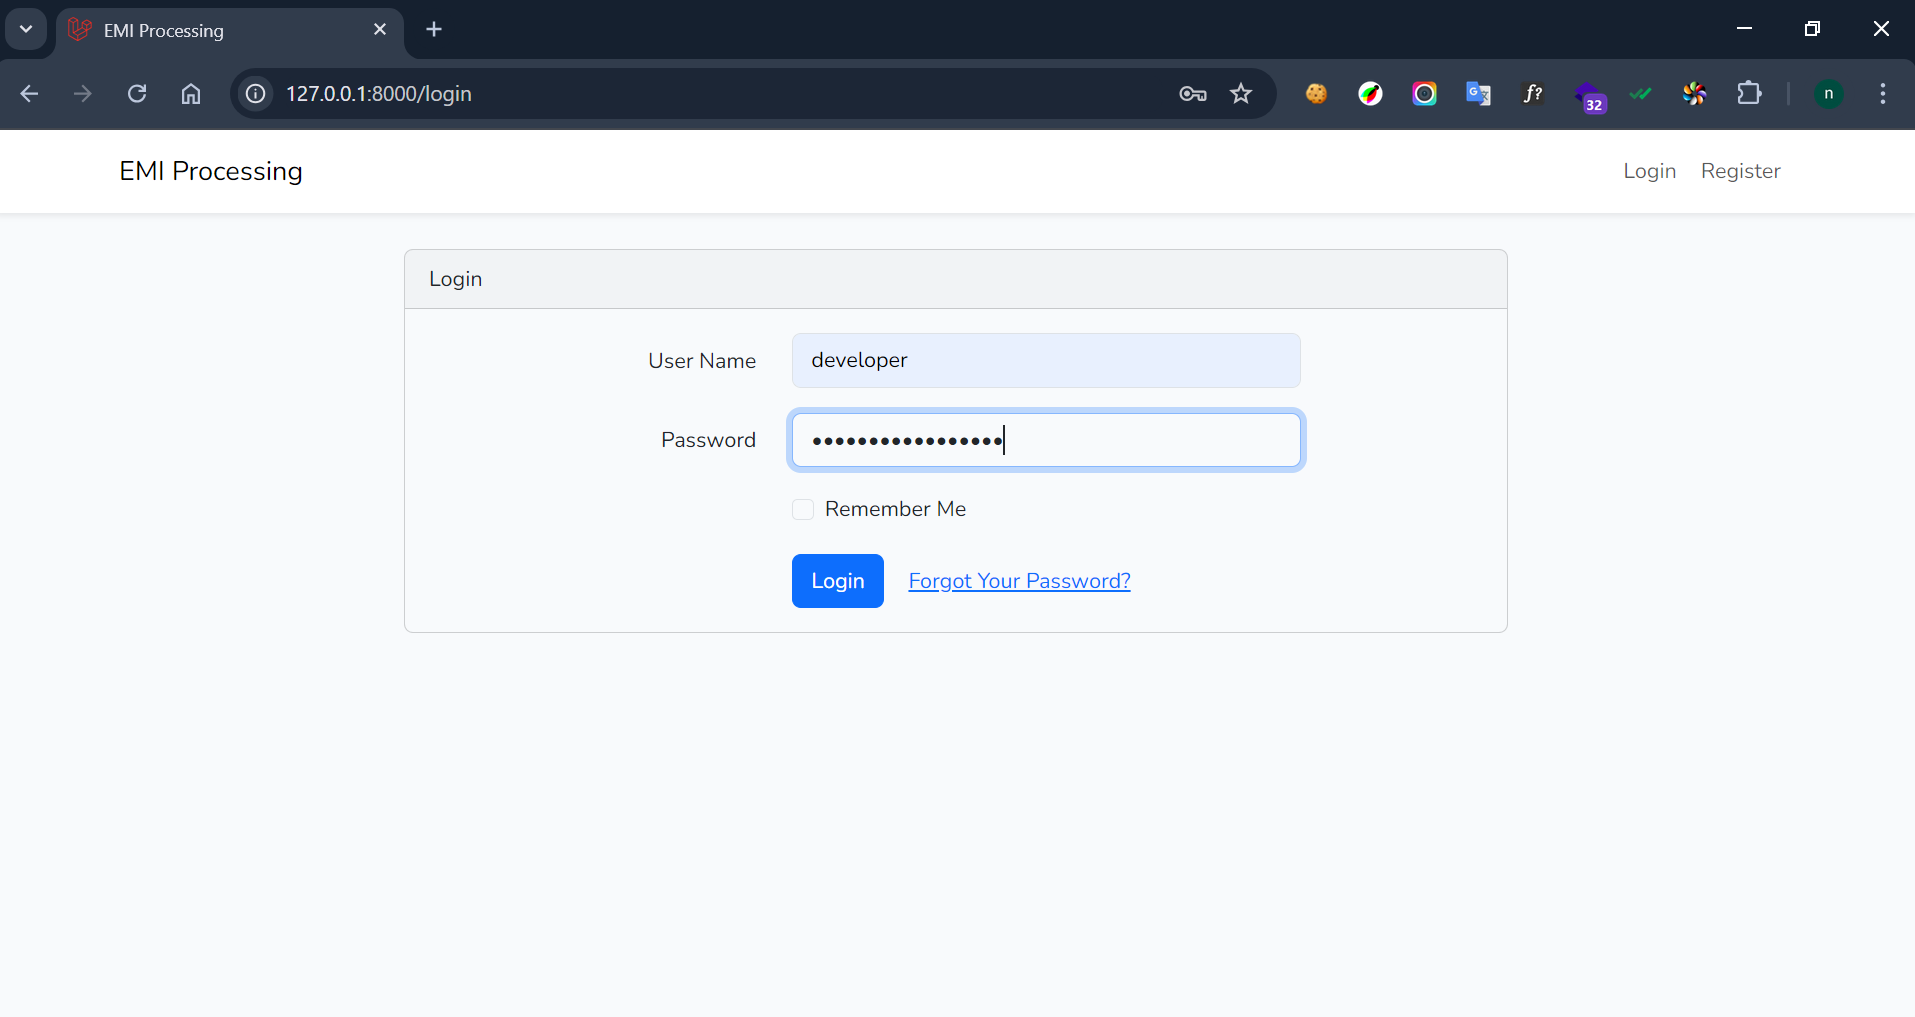 EMI Processing
127.0.0.1:8000/login
f?
32
n
EMI Processing
Login Register
Login
User Name developer
Password •••••••••••••••••
Remember Me
Login Forgot Your Password?